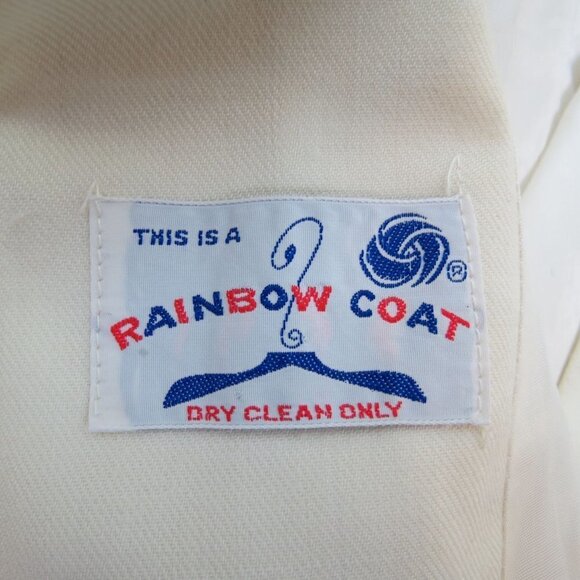 THIS IS A
RAINBOW COAT
®
DRY CLEAN ONLY